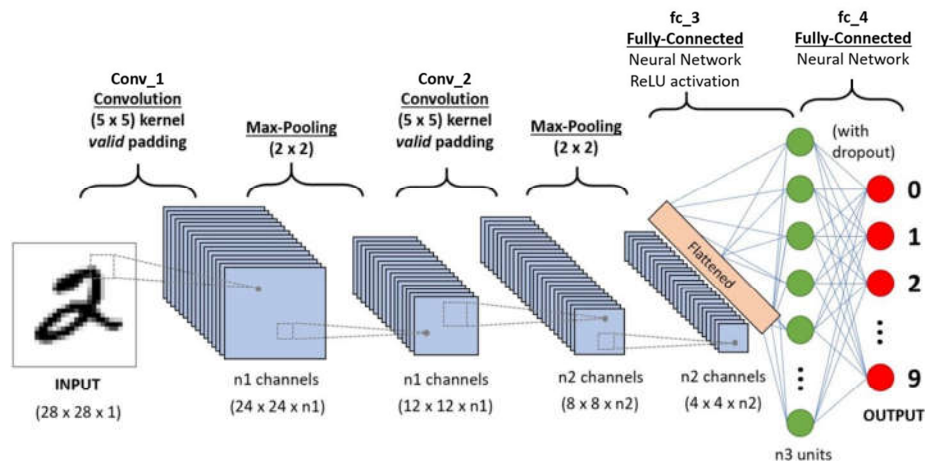 fc_3
Fully-Connected
Neural Network
ReLU activation
fc_4
Fully-Connected
Neural Network
Conv_1
Convolution
(5 x 5) kernel
valid padding
Max-Pooling
(2 x 2)
Conv_2
Convolution
(5 x 5) kernel
valid padding
Max-Pooling
(2 x 2)
(with
dropout)
Flattened
0
1
2
9
INPUT
(28 x 28 x 1)
n1 channels
(24 x 24 x n1)
n1 channels
(12 x 12 x n1)
n2 channels
(8 x 8 x n2)
n2 channels
(4 x 4 x n2)
n3 units
OUTPUT
2